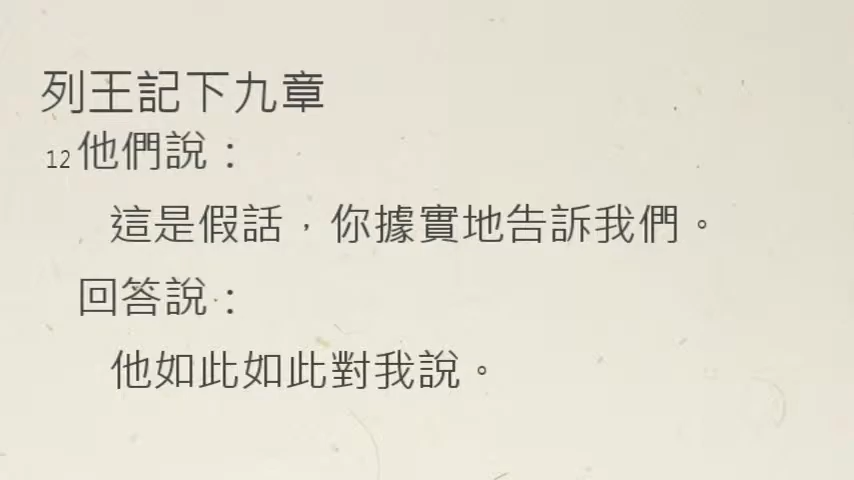 列王記下九章
12他們說：
這是假話，你據實地告訴我們。
回答說：
他如此如此對我說。